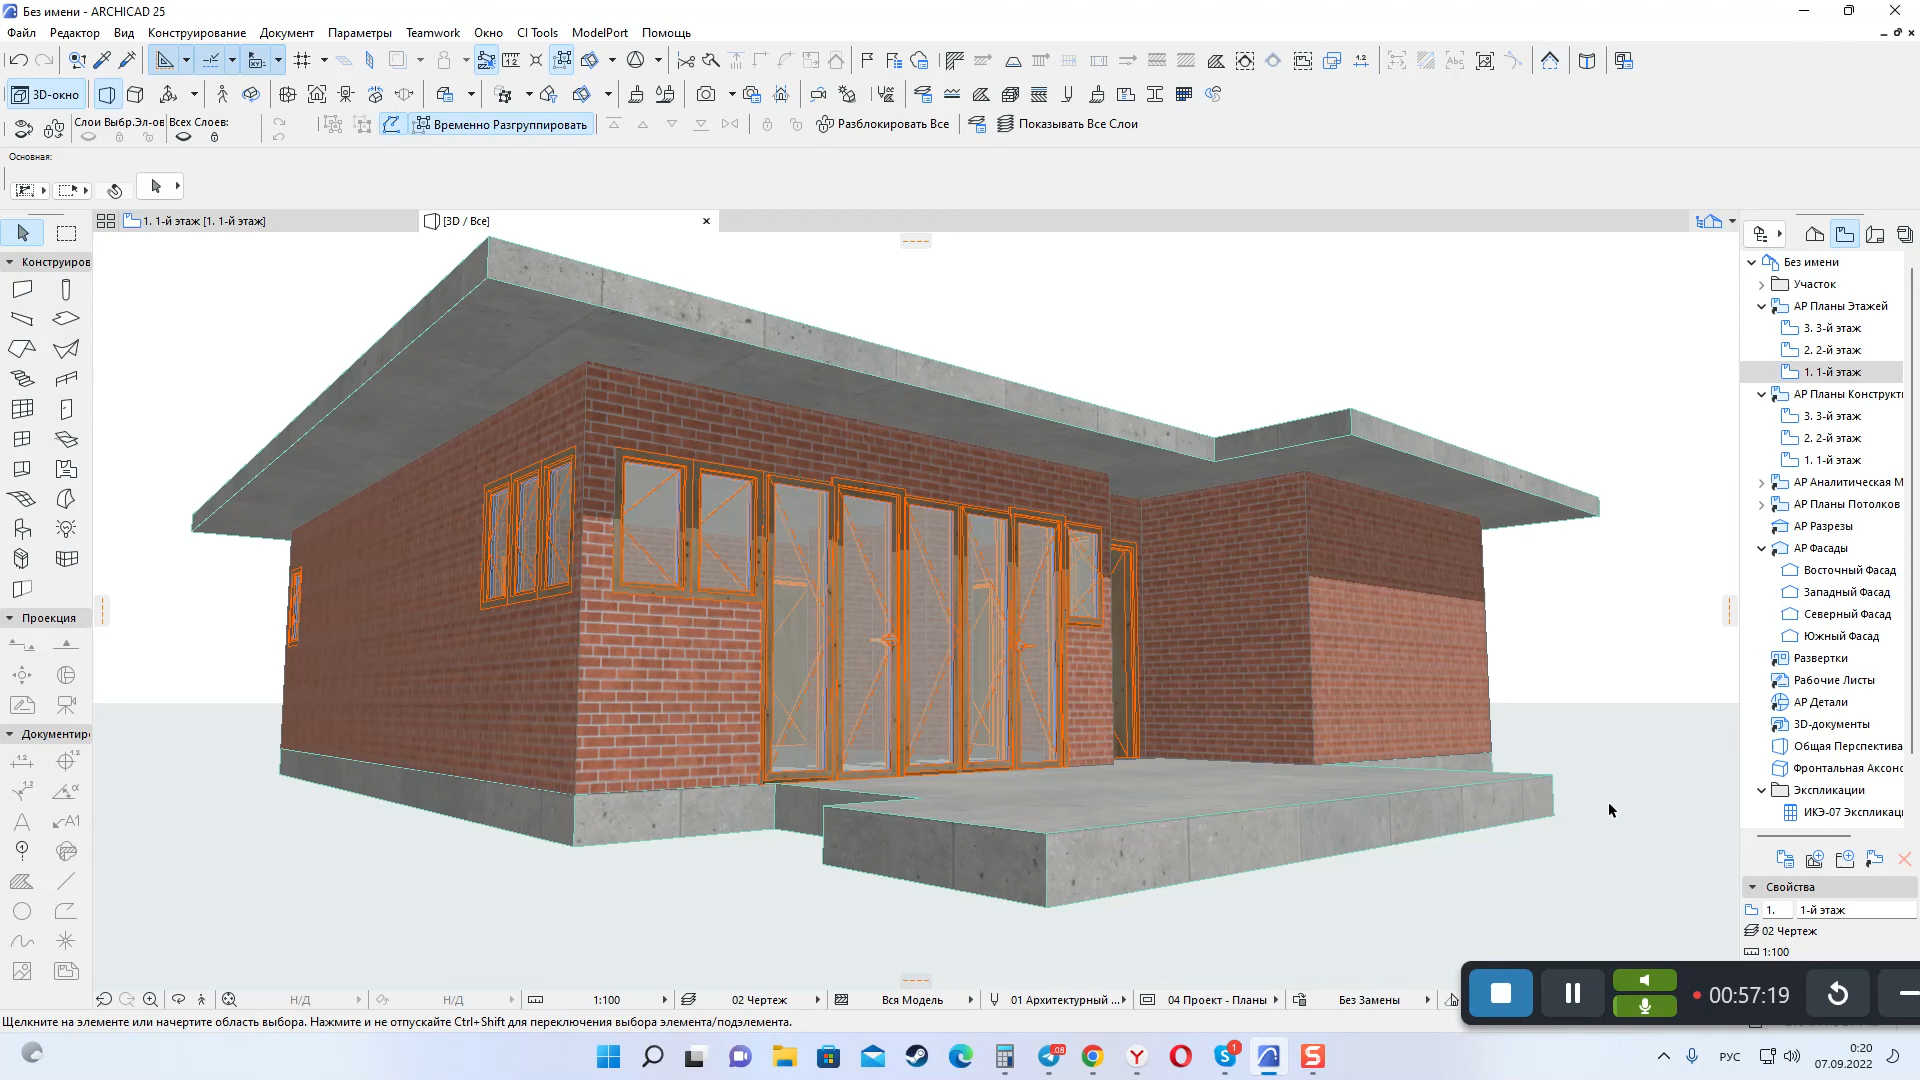 Без имени - ARCHICAD 25
Файл Редактор Вид Конструирование Документ Параметры Teamwork Окно CI Tools ModelPort Помощь
3D-окно
Слои Выбр.Эл-ов Всех Слоев:
Временно Разгруппировать
Разблокировать Все
Показывать Все Слои
Основная:
1. 1-й этаж [1. 1-й этаж]
[3D / Все]
Конструиров
Проекция
Документир
Без имени
Участок
АР Планы Этажей
3. 3-й этаж
2. 2-й этаж
1. 1-й этаж
АР Планы Конструкти
3. 3-й этаж
2. 2-й этаж
1. 1-й этаж
АР Аналитическая М
АР Планы Потолков
АР Разрезы
АР Фасады
Восточный Фасад
Западный Фасад
Северный Фасад
Южный Фасад
Развертки
Рабочие Листы
АР Детали
3D-документы
Общая Перспектива
Фронтальная Аксоно
Экспликации
ИКЭ-07 Экспликац
Свойства
1. 1-й этаж
02 Чертеж
1:100
Н/Д Н/Д 1:100 02 Чертеж Вся Модель 01 Архитектурный ... 04 Проект - Планы Без Замены
00:57:19
Щелкните на элементе или начертите область выбора. Нажмите и не отпускайте Ctrl+Shift для переключения выбора элемента/подэлемента.
РУС
0:20
07.09.2022